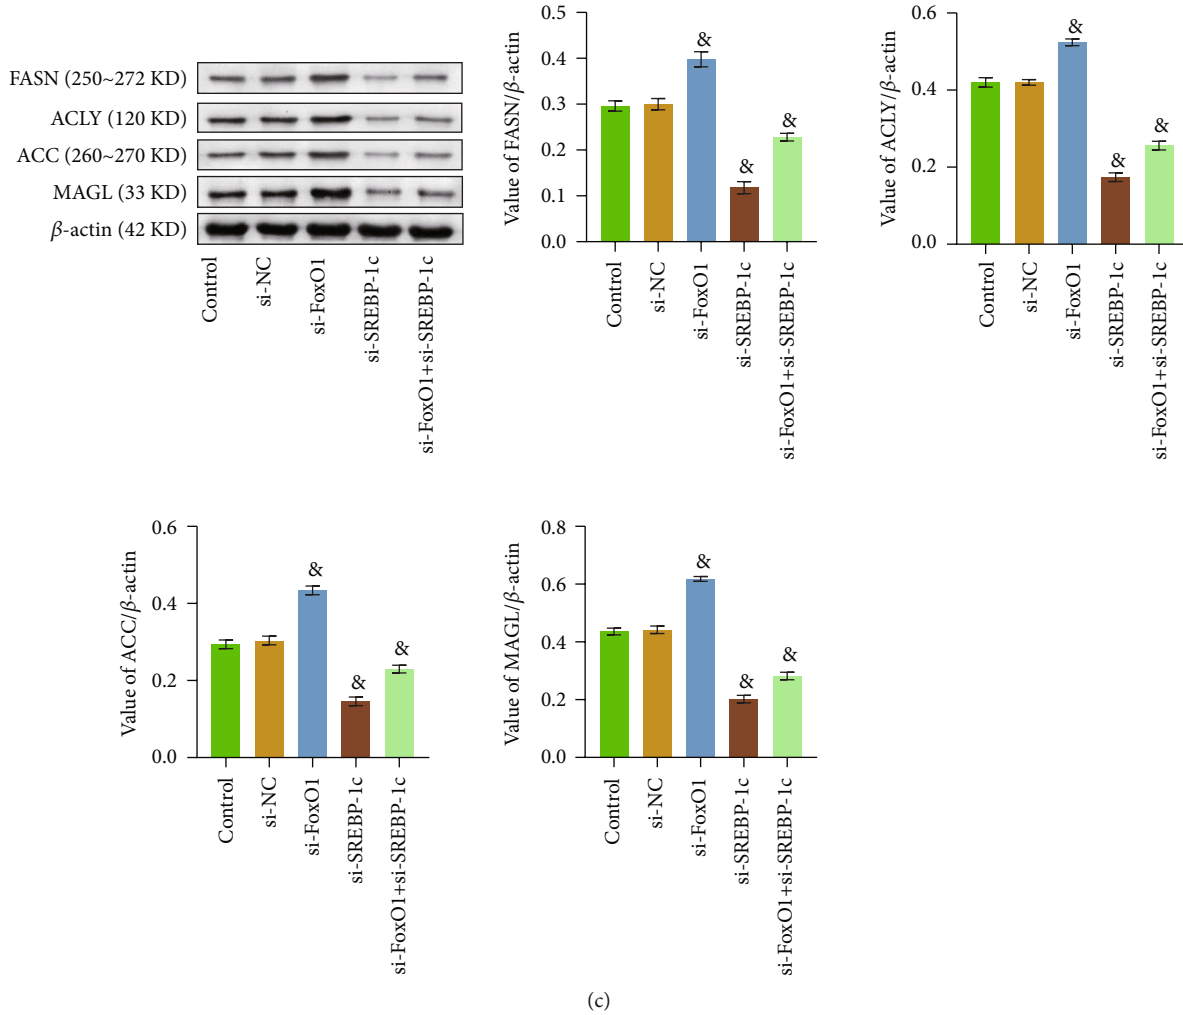 FASN (250~272 KD)
ACLY (120 KD)
ACC (260~270 KD)
MAGL (33 KD)
β-actin (42 KD)
Control
si-NC
si-FoxO1
si-SREBP-1c
si-FoxO1+si-SREBP-1c
Value of FASN/β-actin
0.5
0.4
0.3
0.2
0.1
0.0
&
&
&
Control
si-NC
si-FoxO1
si-SREBP-1c
si-FoxO1+si-SREBP-1c
Value of ACLY/β-actin
0.6
0.4
0.2
0.0
&
&
&
Control
si-NC
si-FoxO1
si-SREBP-1c
si-FoxO1+si-SREBP-1c
Value of ACC/β-actin
0.6
0.4
0.2
0.0
&
&
&
Control
si-NC
si-FoxO1
si-SREBP-1c
si-FoxO1+si-SREBP-1c
Value of MAGL/β-actin
0.8
0.6
0.4
0.2
0.0
&
&
&
Control
si-NC
si-FoxO1
si-SREBP-1c
si-FoxO1+si-SREBP-1c
(c)